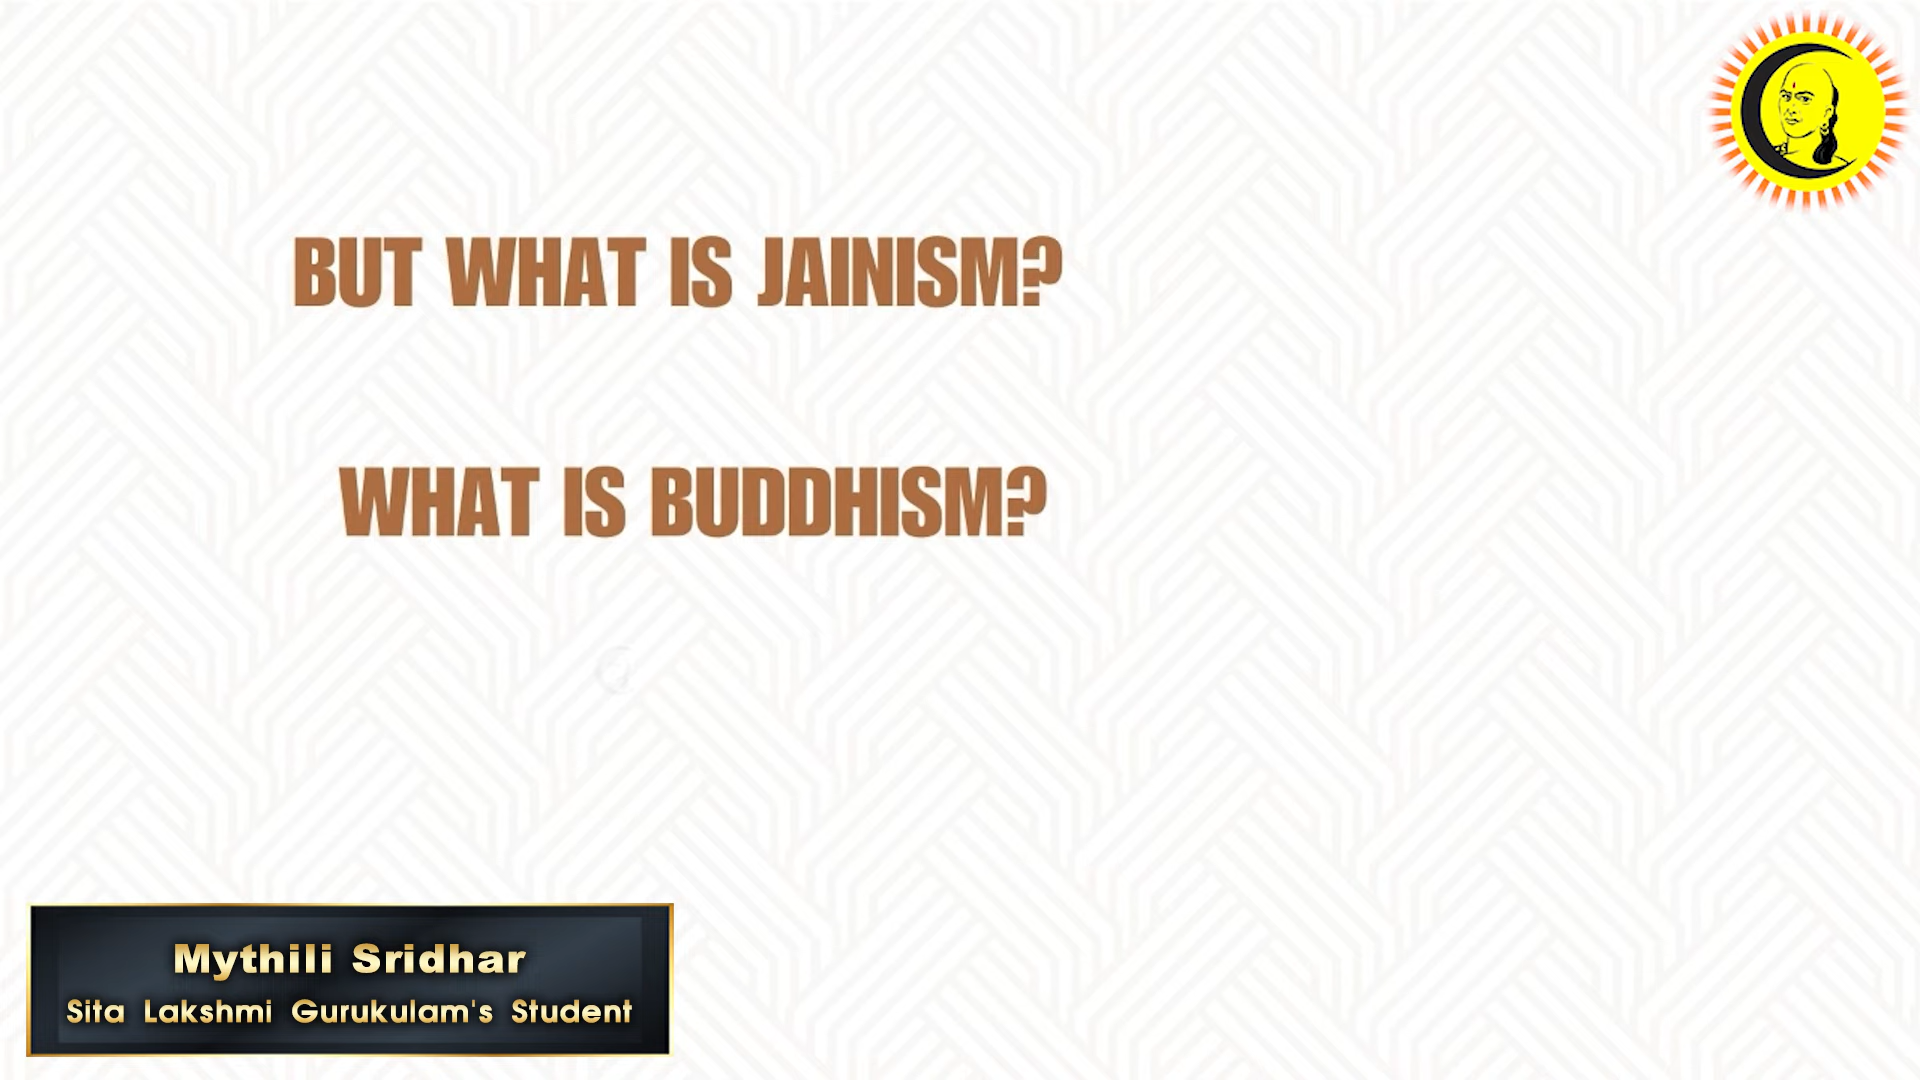 BUT WHAT IS JAINISM?
WHAT IS BUDDHISM?
Mythili Sridhar
Sita Lakshmi Gurukulam's Student